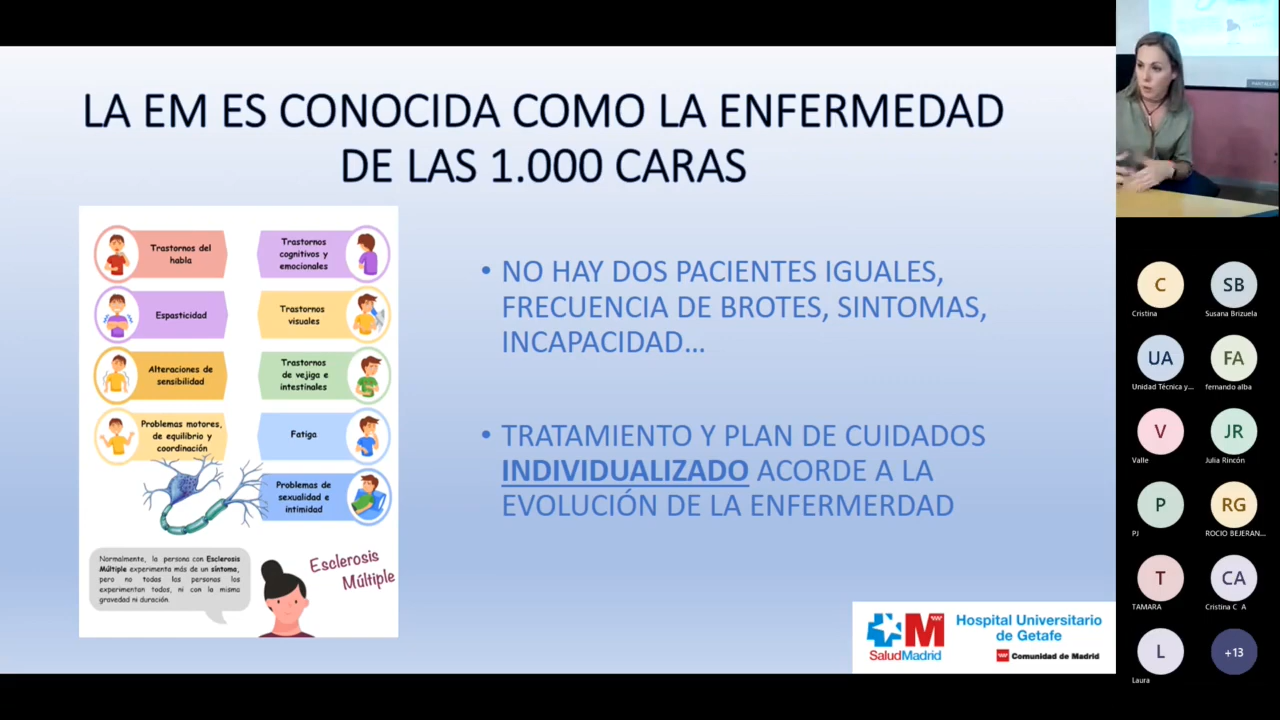 LA EM ES CONOCIDA COMO LA ENFERMEDAD
DE LAS 1.000 CARAS
Trastornos del
habla
Trastornos
cognitivos y
emocionales
Espasticidad
Trastornos
visuales
Alteraciones de
sensibilidad
Trastornos
de vejiga e
intestinales
Problemas motores,
de equilibrio y
coordinación
Fatiga
Problemas de
sexualidad e
intimidad
Normalmente, la persona con Esclerosis
Múltiple experimenta más de un síntoma,
pero no todas las personas los
experimentan todos, ni con la misma
gravedad ni duración.
Esclerosis
Múltiple
• NO HAY DOS PACIENTES IGUALES,
FRECUENCIA DE BROTES, SINTOMAS,
INCAPACIDAD...
• TRATAMIENTO Y PLAN DE CUIDADOS
INDIVIDUALIZADO ACORDE A LA
EVOLUCIÓN DE LA ENFERMERDAD
M
SaludMadrid
Hospital Universitario
de Getafe
Comunidad de Madrid
C
Cristina
SB
Susana Brizuela
UA
Unidad Técnica y...
FA
fernando alba
V
Valle
JR
Julia Rincón
P
PJ
RG
ROCIO BEJERAN...
T
TAMARA
CA
Cristina C A
L
Laura
+13